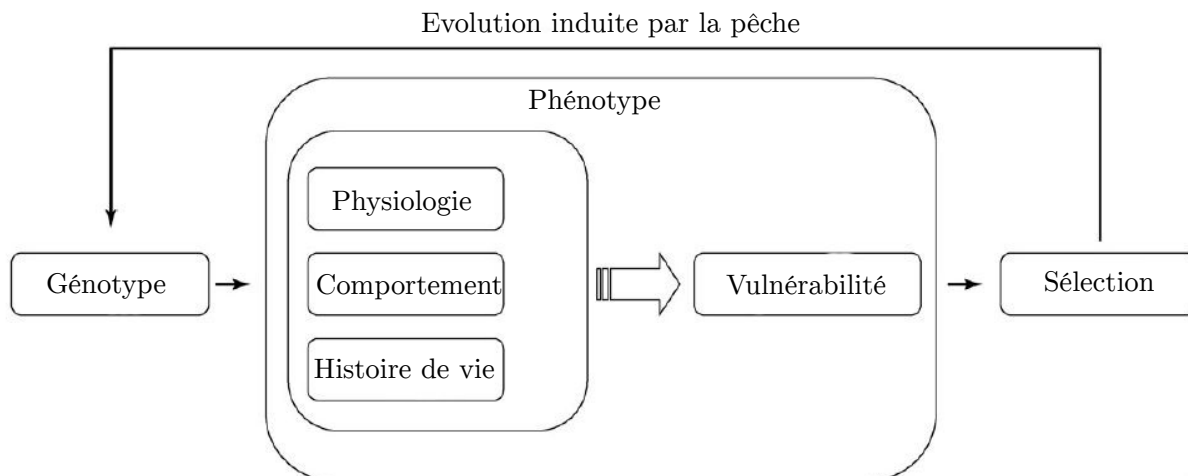 Evolution induite par la pêche
Phénotype
Physiologie
Génotype
Comportement
Vulnérabilité
Sélection
Histoire de vie